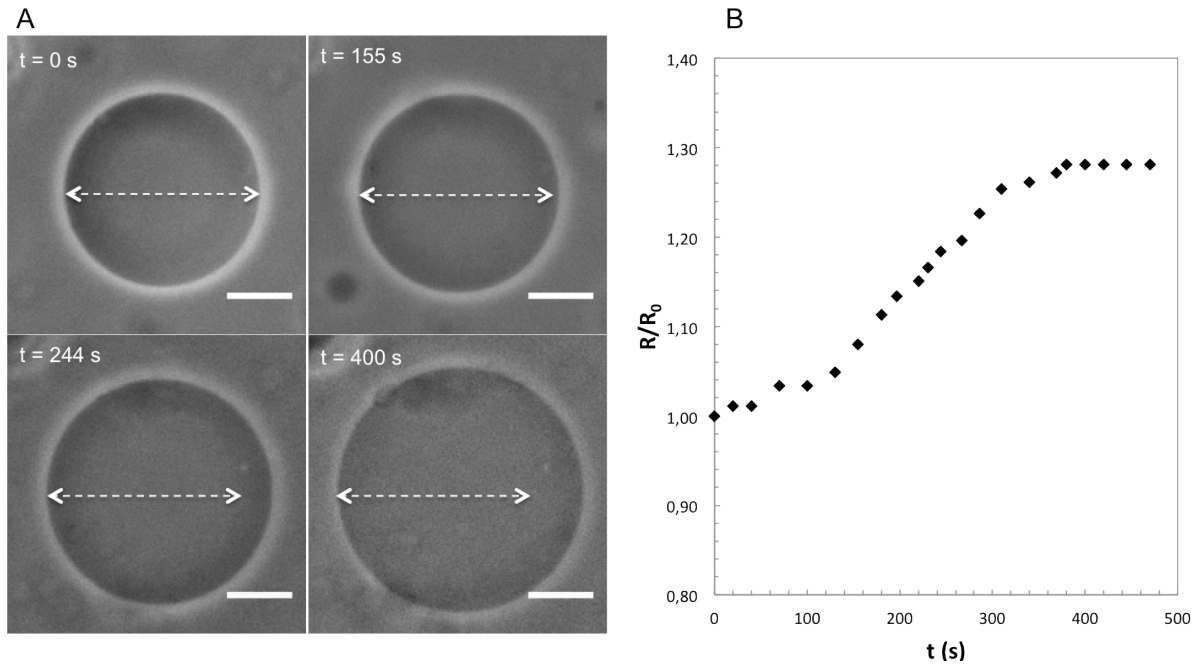 A
t = 0 s
t = 155 s
t = 244 s
t = 400 s
B
1,40
1,30
1,20
1,10
1,00
0,90
0,80
R/R₀
0
100
200
300
400
500
t (s)